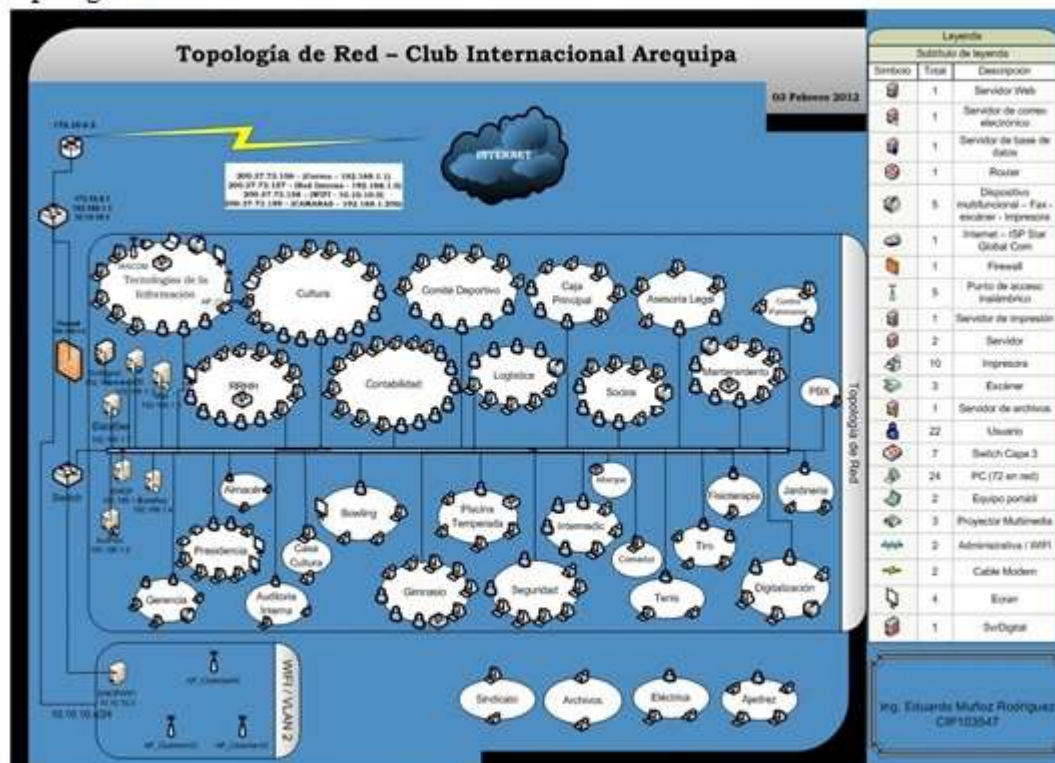 Topología de Red – Club Internacional Arequipa
03 Febrero 2012
INTERNET
Tecnologías de la
Información
Cultura
Comité Deportivo
Caja
Principal
Asesoría Legal
RRHH
Contabilidad
Logística
Socios
Mantenimiento
PBX
Topología de Red
Switch
Almacén
Bowling
Piscina
Temperada
Intermedic
Fisioterapia
Jardinería
Presidencia
Casa
Cultura
Comedor
Tiro
Gerencia
Auditoria
Interna
Gimnasio
Seguridad
Tenis
Digitalización
WIFI / VLAN 2
Sindicato
Archivos
Eléctrica
Ajedrez
Leyenda
Subtítulo de leyenda
Símbolo Total Descripción
1 Servidor Web
1 Servidor de correo
electrónico
1 Servidor de base de
datos
1 Router
5 Dispositivo
multifuncional – Fax -
escáner - Impresora
1 Internet – ISP Star
Global Com
1 Firewall
5 Punto de acceso
inalámbrico
1 Servidor de impresión
2 Servidor
10 Impresora
3 Escáner
1 Servidor de archivos
22 Usuario
7 Switch Capa 3
24 PC (72 en red)
2 Equipo portátil
3 Proyector Multimedia
2 Administrativa / WIFI
2 Cable Modem
4 Ecran
1 SvrDigital
Ing. Eduardo Muñoz Rodríguez
CIP103547